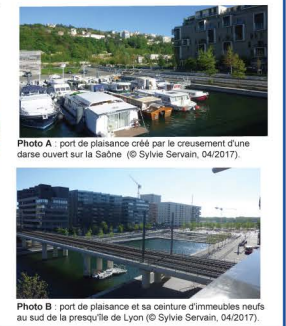 Photo A : port de plaisance créé par le creusement d'une
darse ouvert sur la Saône (© Sylvie Servain, 04/2017).
Photo B : port de plaisance et sa ceinture d'immeubles neufs
au sud de la presqu'île de Lyon (© Sylvie Servain, 04/2017).